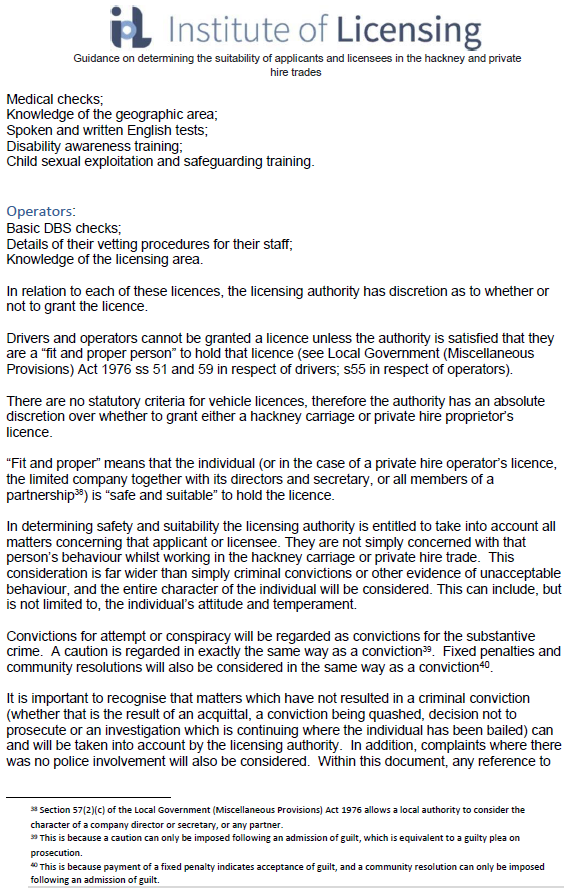 iol Institute of Licensing
Guidance on determining the suitability of applicants and licensees in the hackney and private
hire trades
Medical checks;
Knowledge of the geographic area;
Spoken and written English tests;
Disability awareness training;
Child sexual exploitation and safeguarding training.
Operators:
Basic DBS checks;
Details of their vetting procedures for their staff;
Knowledge of the licensing area.
In relation to each of these licences, the licensing authority has discretion as to whether or
not to grant the licence.
Drivers and operators cannot be granted a licence unless the authority is satisfied that they
are a “fit and proper person” to hold that licence (see Local Government (Miscellaneous
Provisions) Act 1976 ss 51 and 59 in respect of drivers; s55 in respect of operators).
There are no statutory criteria for vehicle licences, therefore the authority has an absolute
discretion over whether to grant either a hackney carriage or private hire proprietor’s
licence.
“Fit and proper” means that the individual (or in the case of a private hire operator’s licence,
the limited company together with its directors and secretary, or all members of a
partnership³⁸) is “safe and suitable” to hold the licence.
In determining safety and suitability the licensing authority is entitled to take into account all
matters concerning that applicant or licensee. They are not simply concerned with that
person’s behaviour whilst working in the hackney carriage or private hire trade. This
consideration is far wider than simply criminal convictions or other evidence of unacceptable
behaviour, and the entire character of the individual will be considered. This can include, but
is not limited to, the individual’s attitude and temperament.
Convictions for attempt or conspiracy will be regarded as convictions for the substantive
crime. A caution is regarded in exactly the same way as a conviction³⁹. Fixed penalties and
community resolutions will also be considered in the same way as a conviction⁴⁰.
It is important to recognise that matters which have not resulted in a criminal conviction
(whether that is the result of an acquittal, a conviction being quashed, decision not to
prosecute or an investigation which is continuing where the individual has been bailed) can
and will be taken into account by the licensing authority. In addition, complaints where there
was no police involvement will also be considered. Within this document, any reference to
³⁸ Section 57(2)(c) of the Local Government (Miscellaneous Provisions) Act 1976 allows a local authority to consider the
character of a company director or secretary, or any partner.
³⁹ This is because a caution can only be imposed following an admission of guilt, which is equivalent to a guilty plea on
prosecution.
⁴⁰ This is because payment of a fixed penalty indicates acceptance of guilt, and a community resolution can only be imposed
following an admission of guilt.